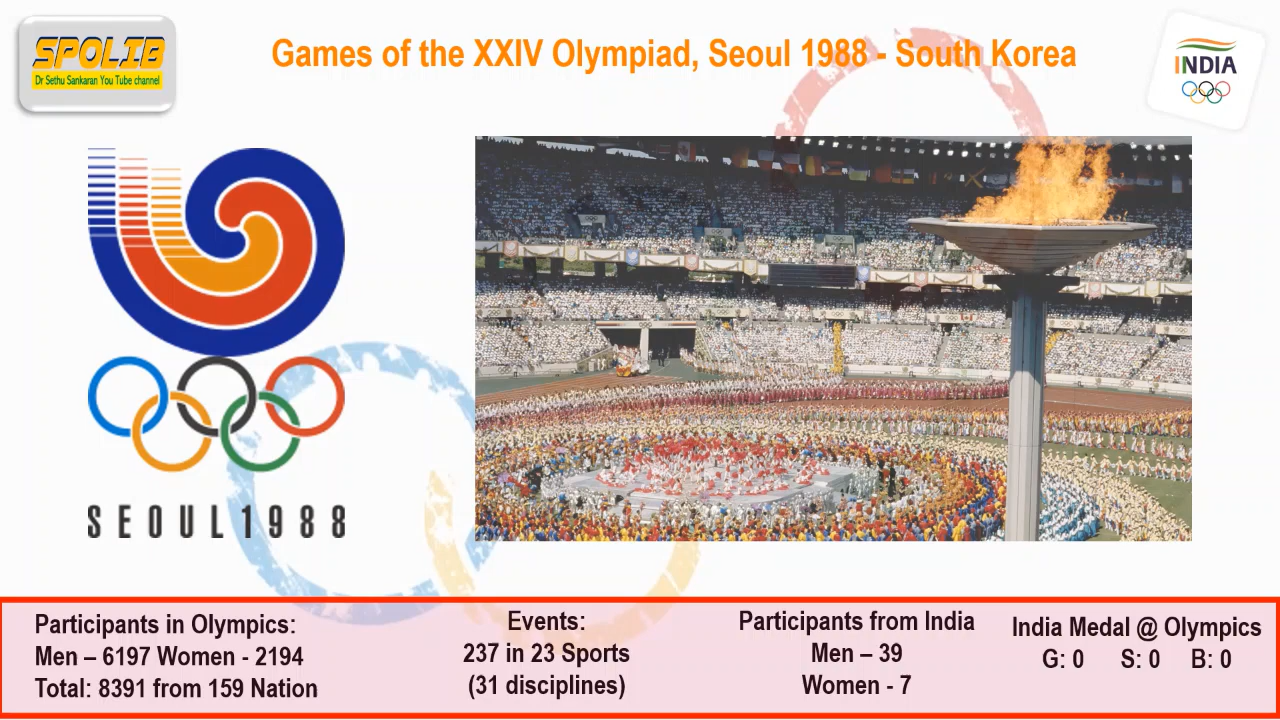 SPOLIB
Dr Sethu Sankaran You Tube channel
Games of the XXIV Olympiad, Seoul 1988 - South Korea
INDIA
SEOUL1988
Participants in Olympics:
Men – 6197 Women - 2194
Total: 8391 from 159 Nation
Events:
237 in 23 Sports
(31 disciplines)
Participants from India
Men – 39
Women - 7
India Medal @ Olympics
G: 0 S: 0 B: 0